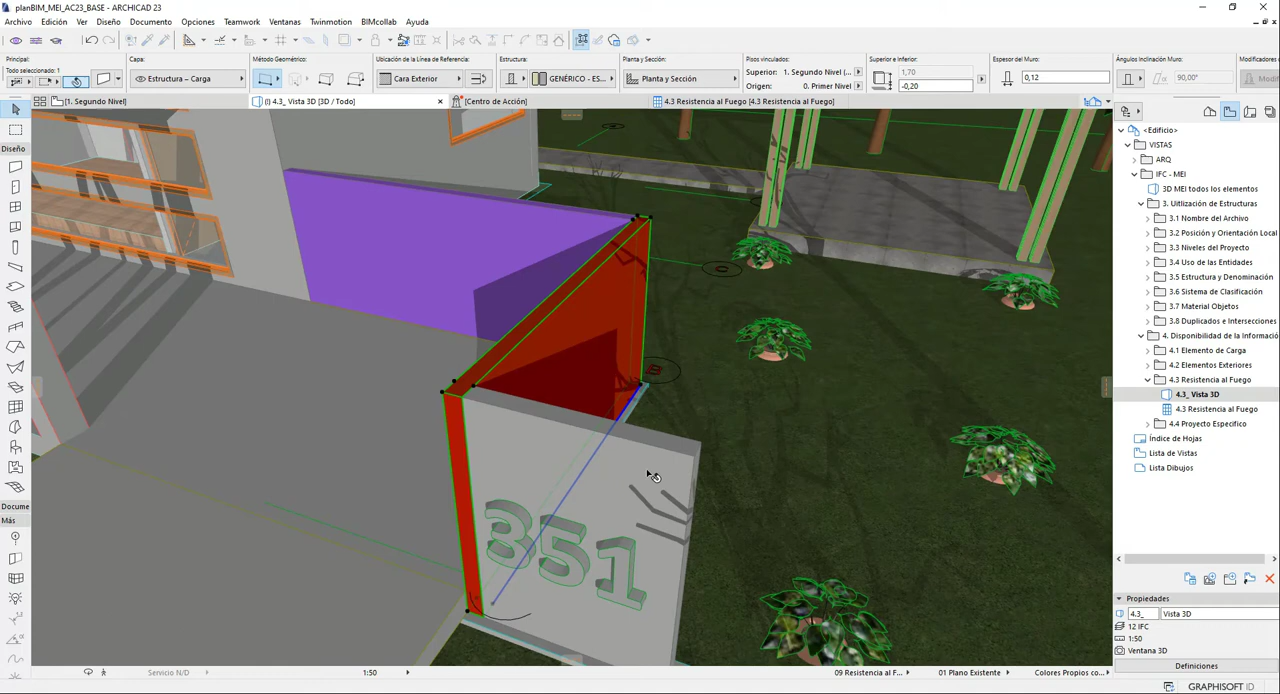 planBIM_MEI_AC23_BASE - ARCHICAD 23
Archivo Edición Ver Diseño Documento Opciones Teamwork Ventanas Twinmotion BIMcollab Ayuda
Principal: Capa: Método Geométrico: Ubicación de la Línea de Referencia: Estructura: Planta y Sección: Pisos vinculados: Superior e Inferior: Espesor del Muro: Ángulos Inclinación Muro: Modificadores
Todo seleccionado: 1
Estructura – Carga
Cara Exterior
GENÉRICO - ES...
Planta y Sección
Superior: 1. Segundo Nivel (...
Origen: 0. Primer Nivel
1,70
-0,20
0,12
90,00°
Modific
[1. Segundo Nivel]
(!) 4.3_ Vista 3D [3D / Todo]
[Centro de Acción]
4.3 Resistencia al Fuego [4.3 Resistencia al Fuego]
Diseño
Docume
Más
351
<Edificio>
VISTAS
ARQ
IFC - MEI
3D MEI todos los elementos
3. Uitlización de Estructuras
3.1 Nombre del Archivo
3.2 Posición y Orientación Local
3.3 Niveles del Proyecto
3.4 Uso de las Entidades
3.5 Estructura y Denominación
3.6 Sistema de Clasificación
3.7 Material Objetos
3.8 Duplicados e Intersecciones
4. Disponibilidad de la Informació
4.1 Elemento de Carga
4.2 Elementos Exteriores
4.3 Resistencia al Fuego
4.3_ Vista 3D
4.3 Resistencia al Fuego
4.4 Proyecto Especifico
Índice de Hojas
Lista de Vistas
Lista Dibujos
Propiedades
4.3_ Vista 3D
12 IFC
1:50
Ventana 3D
Definiciones
Servicio N/D
1:50
09 Resistencia al F...
01 Plano Existente
Colores Propios co...
GRAPHISOFT ID